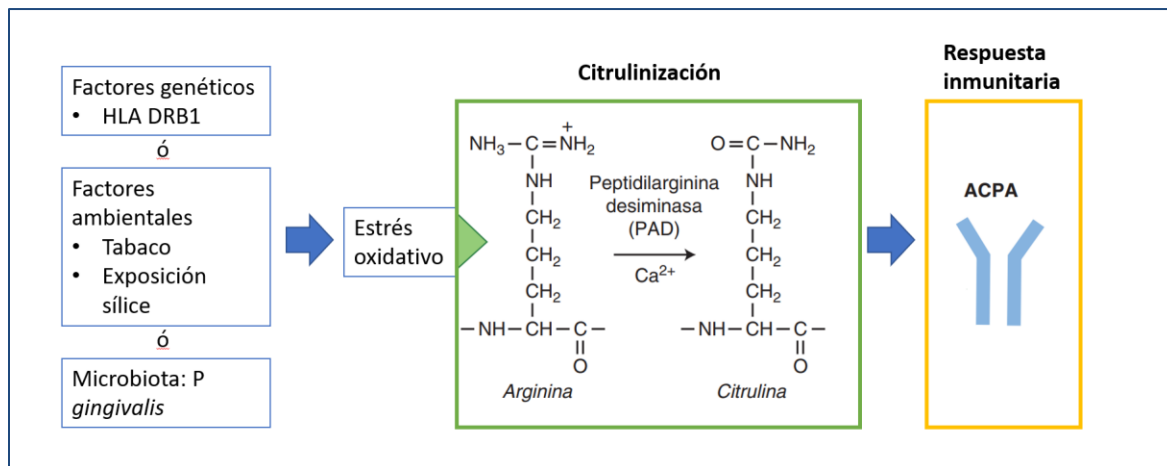 Factores genéticos
• HLA DRB1
ó
Factores
ambientales
• Tabaco
• Exposición
sílice
ó
Microbiota: P
gingivalis
Estrés
oxidativo
Citrulinización
+
NH3–C=NH2
NH
CH2
CH2
CH2
–NH–CH–C–
O
Arginina
Peptidilarginina
desiminasa
(PAD)
Ca2+
O=C–NH2
NH
CH2
CH2
CH2
–NH–CH–C–
O
Citrulina
Respuesta
inmunitaria
ACPA